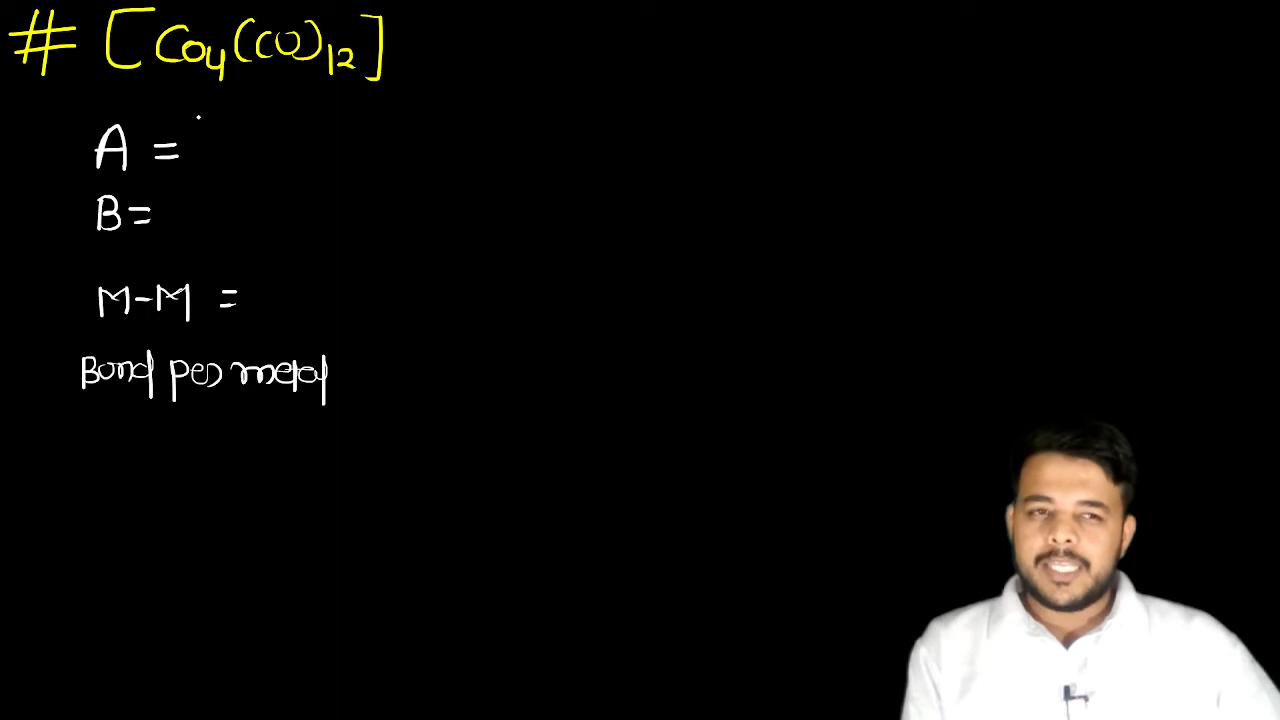 # [Co4(CO)12]
A =
B =
M-M =
Bond per metal